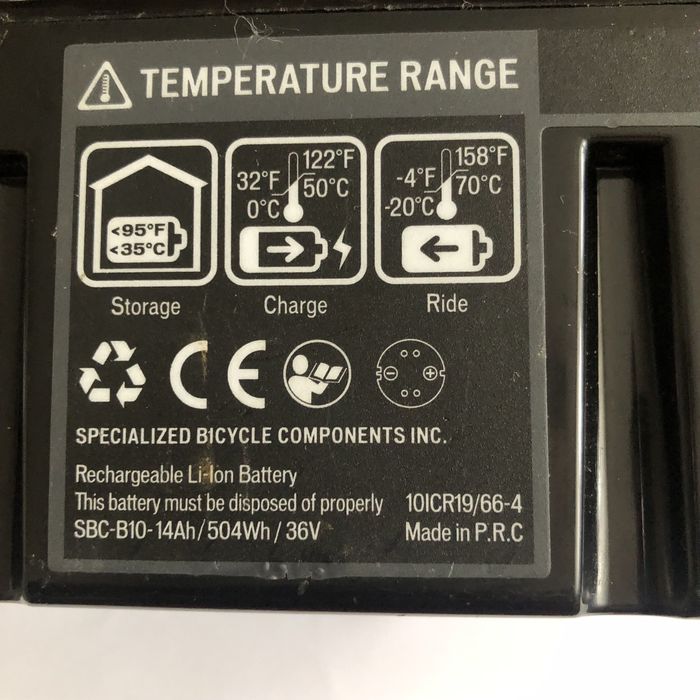 TEMPERATURE RANGE
<95°F
<35°C
Storage
122°F
32°F
50°C
0°C
Charge
158°F
-4°F
70°C
-20°C
Ride
CE
SPECIALIZED BICYCLE COMPONENTS INC.
Rechargeable Li-Ion Battery
This battery must be disposed of properly 10ICR19/66-4
SBC-B10-14Ah/504Wh/36V Made in P.R.C